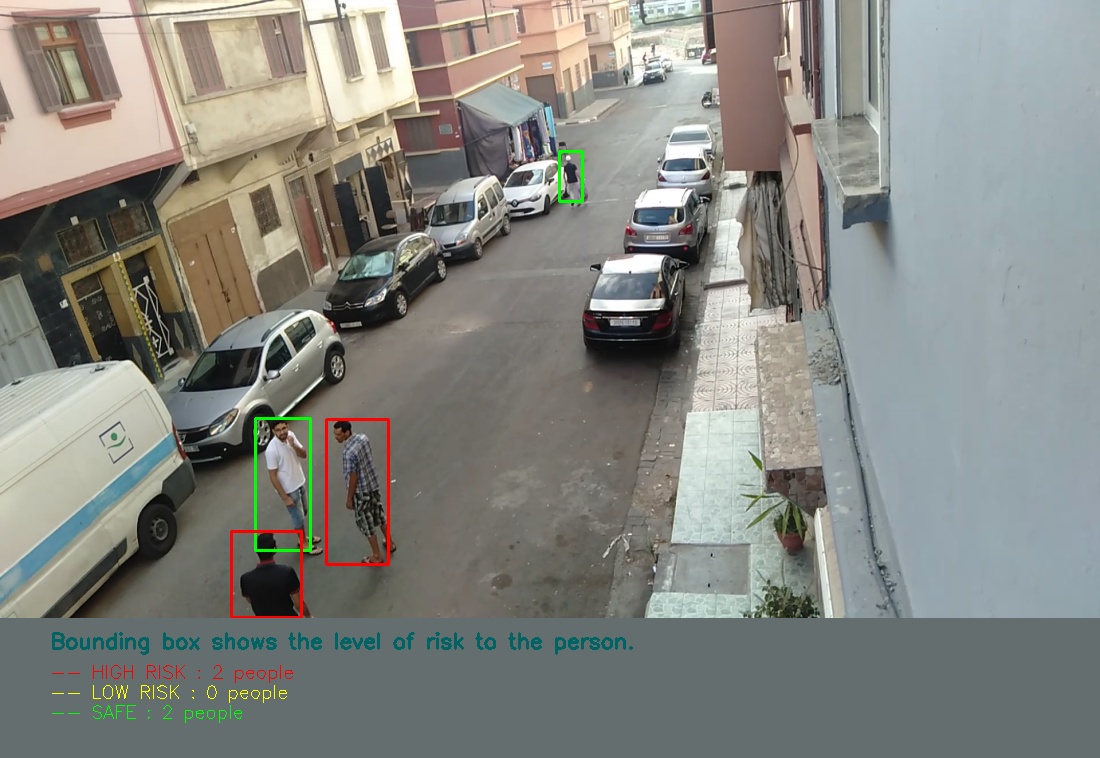 Bounding box shows the level of risk to the person.
—— HIGH RISK : 2 people
—— LOW RISK : 0 people
—— SAFE : 2 people